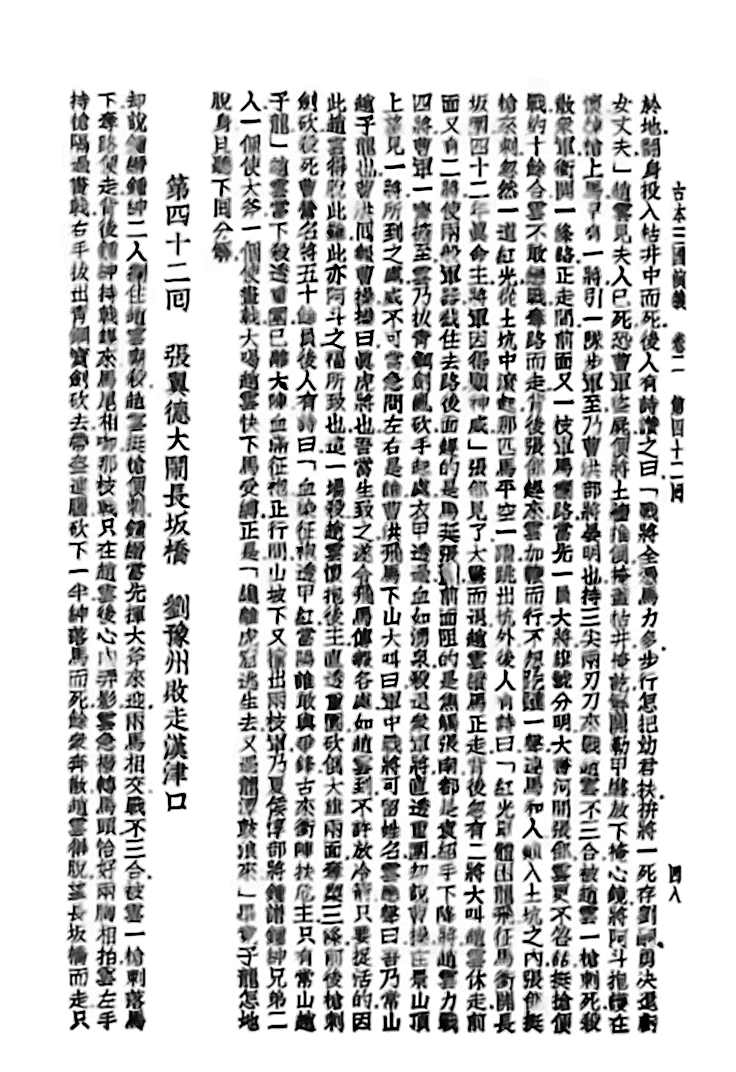 古本三國演義 卷二 第四十二回 四八
於地翻身投入枯井中而死後人有詩讚之曰「戰將全憑馬力多步行怎把幼君扶拚將一死存劉嗣勇決還虧
女丈夫」趙雲見夫人已死恐曹軍盜屍便將土牆推倒掩蓋枯井掩訖解開勒甲縧放下掩心鏡將阿斗抱護在
懷綽槍上馬早有一將引一隊步軍至乃曹洪部將晏明也持三尖兩刃刀來戰趙雲不三合被趙雲一槍刺死殺
散衆軍衝開一條路正走間前面又一枝軍馬攔路當先一員大將旗號分明大書河間張郃雲更不答話挺槍便
戰約十餘合雲不敢戀戰奪路而走背後張郃趕來雲加鞭而行不想趷躂一聲連馬和人顛入土坑之內張郃挺
槍來刺忽然一道紅光從土坑中滾起那匹馬平空一躍跳出坑外後人有詩曰「紅光罩體困龍飛征馬衝開長
坂圍四十二年眞命主將軍因得顯神威」張郃見了大驚而退趙雲縱馬正走背後忽有二將大叫趙雲休走前
面又有二將使兩般軍器截住去路後面趕的是馬延張顗前面阻的是焦觸張南都是袁紹手下降將趙雲力戰
四將曹軍一齊擁至雲乃拔青釭劍亂砍手起處衣甲透過血如湧泉殺退衆軍將直透重圍却說曹操在景山頂
上望見一將所到之處威不可當急問左右是誰曹洪飛馬下山大叫曰軍中戰將可留姓名雲應聲曰吾乃常山
趙子龍也曹洪回報曹操操曰眞虎將也吾當生致之遂令飛馬傳報各處如趙雲到不許放冷箭只要捉活的因
此趙雲得脫此難此亦阿斗之福所致也這一場殺趙雲懷抱後主直透重圍砍倒大旗兩面奪槊三條前後槍刺
劍砍殺死曹營名將五十餘員後人有詩曰「血染征袍透甲紅當陽誰敢與爭鋒古來衝陣扶危主只有常山趙
子龍」趙雲當下殺透重圍已離大陣血滿征袍正行間山坡下又撞出兩枝軍乃夏侯惇部將鍾縉鍾紳兄弟二
人一個使大斧一個使畫戟大喝趙雲快下馬受縛正是「纔離虎窟逃生去又遇龍潭鼓浪來」畢竟子龍怎地
脫身且聽下回分解
第四十二回 張翼德大鬧長坂橋 劉豫州敗走漢津口
却說鍾縉鍾紳二人攔住趙雲廝殺趙雲挺槍便刺鍾縉當先揮大斧來迎兩馬相交戰不三合被雲一槍刺落馬
下奪路便走背後鍾紳持戟趕來馬尾相啣那枝戟只在趙雲後心內弄影雲急撥轉馬頭恰好兩胸相拍雲左手
持槍隔過畫戟右手拔出青釭寶劍砍去帶盔連腦砍下一半紳落馬而死餘衆奔散趙雲得脫望長坂橋而走只